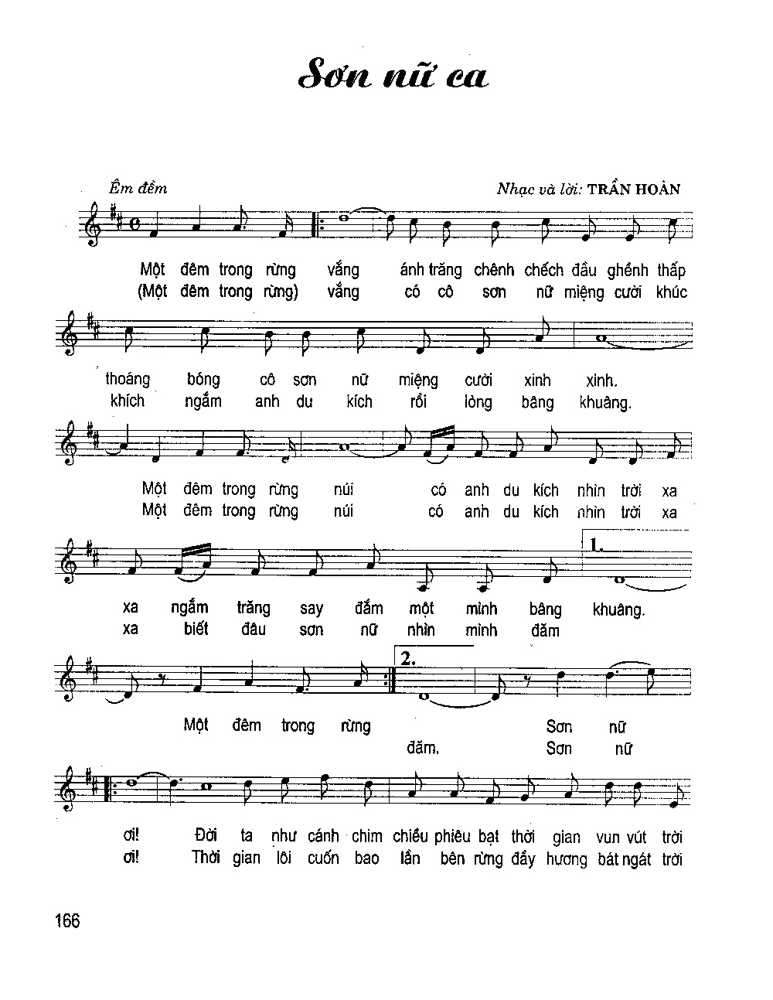 Sơn nữ ca
Êm đềm
Nhạc và lời: TRẦN HOÀN
Một đêm trong rừng vắng ánh trăng chênh chếch đầu ghềnh thấp
(Một đêm trong rừng) vắng có cô sơn nữ miệng cười khúc
thoáng bóng cô sơn nữ miệng cười xinh xinh.
khích ngắm anh du kích rồi lòng bâng khuâng.
Một đêm trong rừng núi có anh du kích nhìn trời xa
Một đêm trong rừng núi có anh du kích nhìn trời xa
1.
xa ngắm trăng say đắm một mình bâng khuâng.
xa biết đâu sơn nữ nhìn mình đăm
2.
Một đêm trong rừng Sơn nữ
đăm. Sơn nữ
ơi! Đời ta như cánh chim chiều phiêu bạt thời gian vun vút trời
ơi! Thời gian lôi cuốn bao lần bên rừng đầy hương bát ngát trời
166